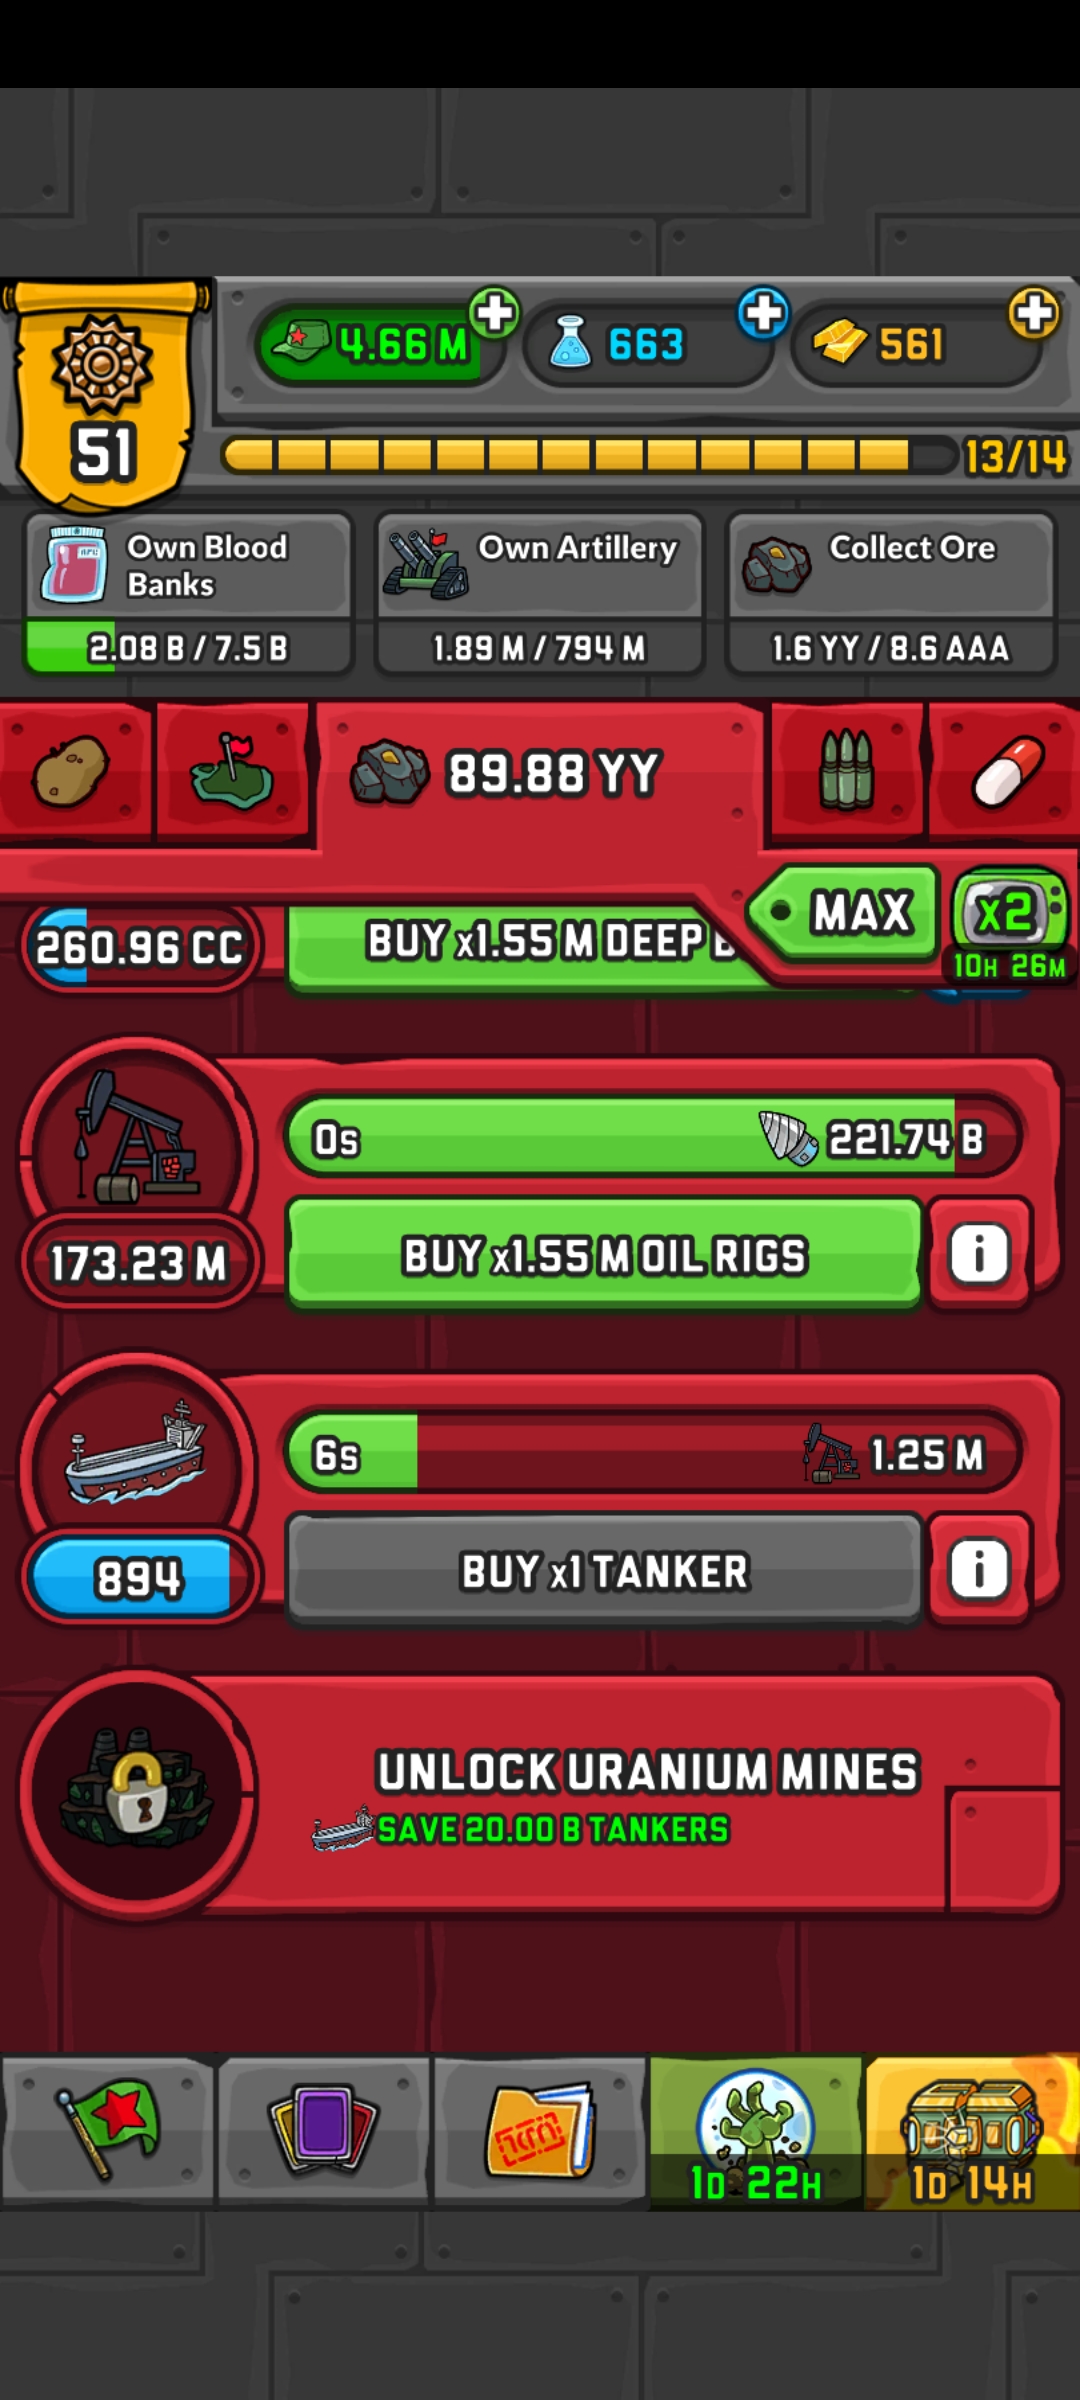 4.66 M
663
561
51
13/14
Own Blood
Banks
Own Artillery
Collect Ore
2.08 B / 7.5 B
1.89 M / 794 M
1.6 YY / 8.6 AAA
89.88 YY
MAX
x2
10H 26M
260.96 CC
BUY x1.55 M DEEP B
0s
221.74 B
173.23 M
BUY x1.55 M OIL RIGS
i
6s
1.25 M
894
BUY x1 TANKER
i
UNLOCK URANIUM MINES
SAVE 20.00 B TANKERS
1D 22H
1D 14H